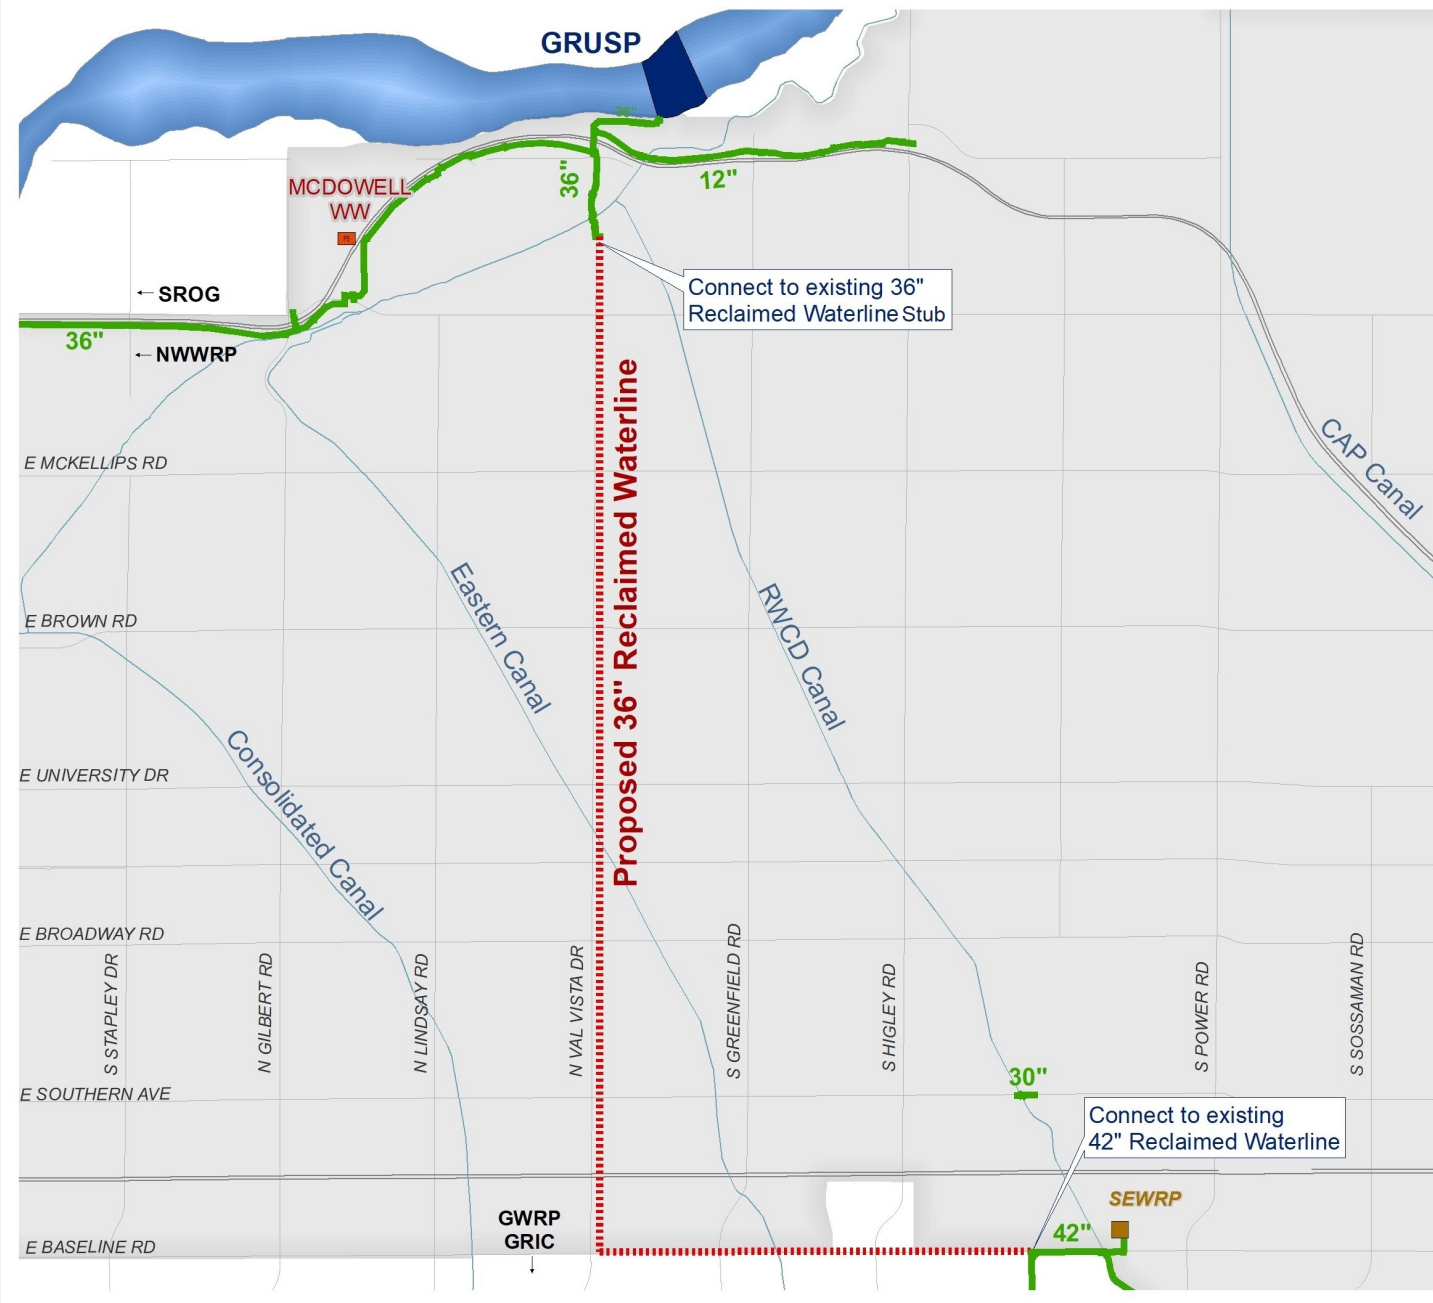 GRUSP
36"
36"
12"
MCDOWELL
WW
PS
Connect to existing 36"
Reclaimed Waterline Stub
← SROG
36"
← NWWRP
Proposed 36" Reclaimed Waterline
CAP Canal
E MCKELLIPS RD
Eastern Canal
RWCD Canal
E BROWN RD
Consolidated Canal
E UNIVERSITY DR
E BROADWAY RD
S STAPLEY DR
N GILBERT RD
N LINDSAY RD
N VAL VISTA DR
S GREENFIELD RD
S HIGLEY RD
S POWER RD
S SOSSAMAN RD
30"
E SOUTHERN AVE
Connect to existing
42" Reclaimed Waterline
SEWRP
GWRP
GRIC
42"
E BASELINE RD